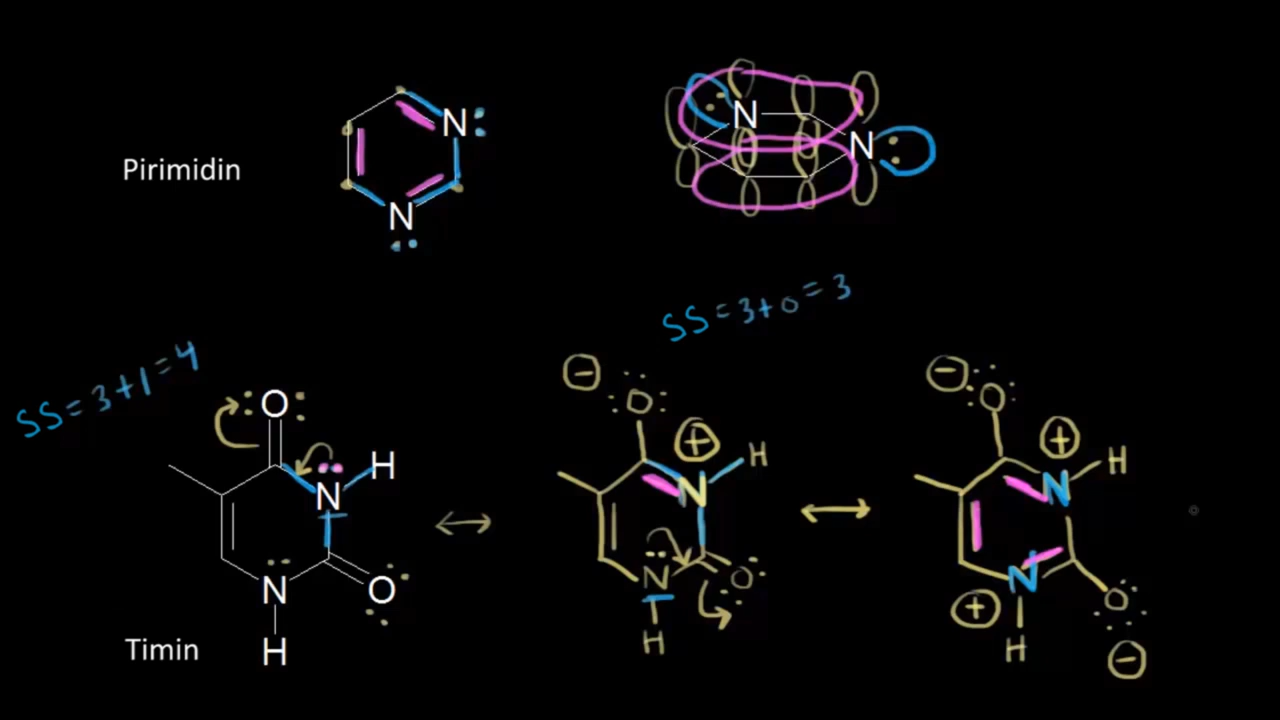 N
N
Pirimidin
N
N
SS = 3+0 = 3
SS = 3+1 = 4
O
H
N
O
N
H
Timin
− O
+ H
N
N O
H
− O
+ H
N
N
+ O
H −